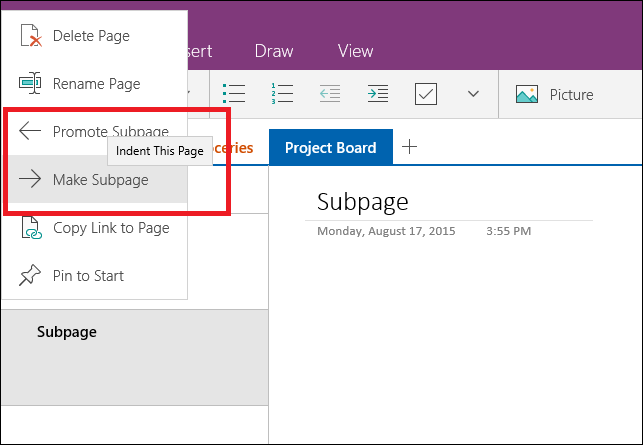 Delete Page
sert Draw View
Rename Page
Picture
Promote Subpage
Indent This Page
oceries Project Board
Make Subpage
Subpage
Monday, August 17, 2015 3:55 PM
Copy Link to Page
Pin to Start
Subpage